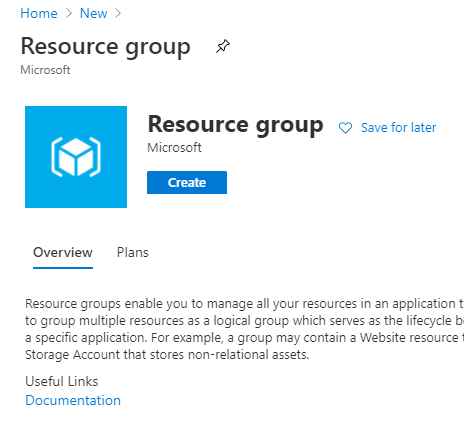 Home > New >
Resource group
Microsoft
Resource group Save for later
Microsoft
Create
Overview Plans
Resource groups enable you to manage all your resources in an application t
to group multiple resources as a logical group which serves as the lifecycle b
a specific application. For example, a group may contain a Website resource
Storage Account that stores non-relational assets.
Useful Links
Documentation